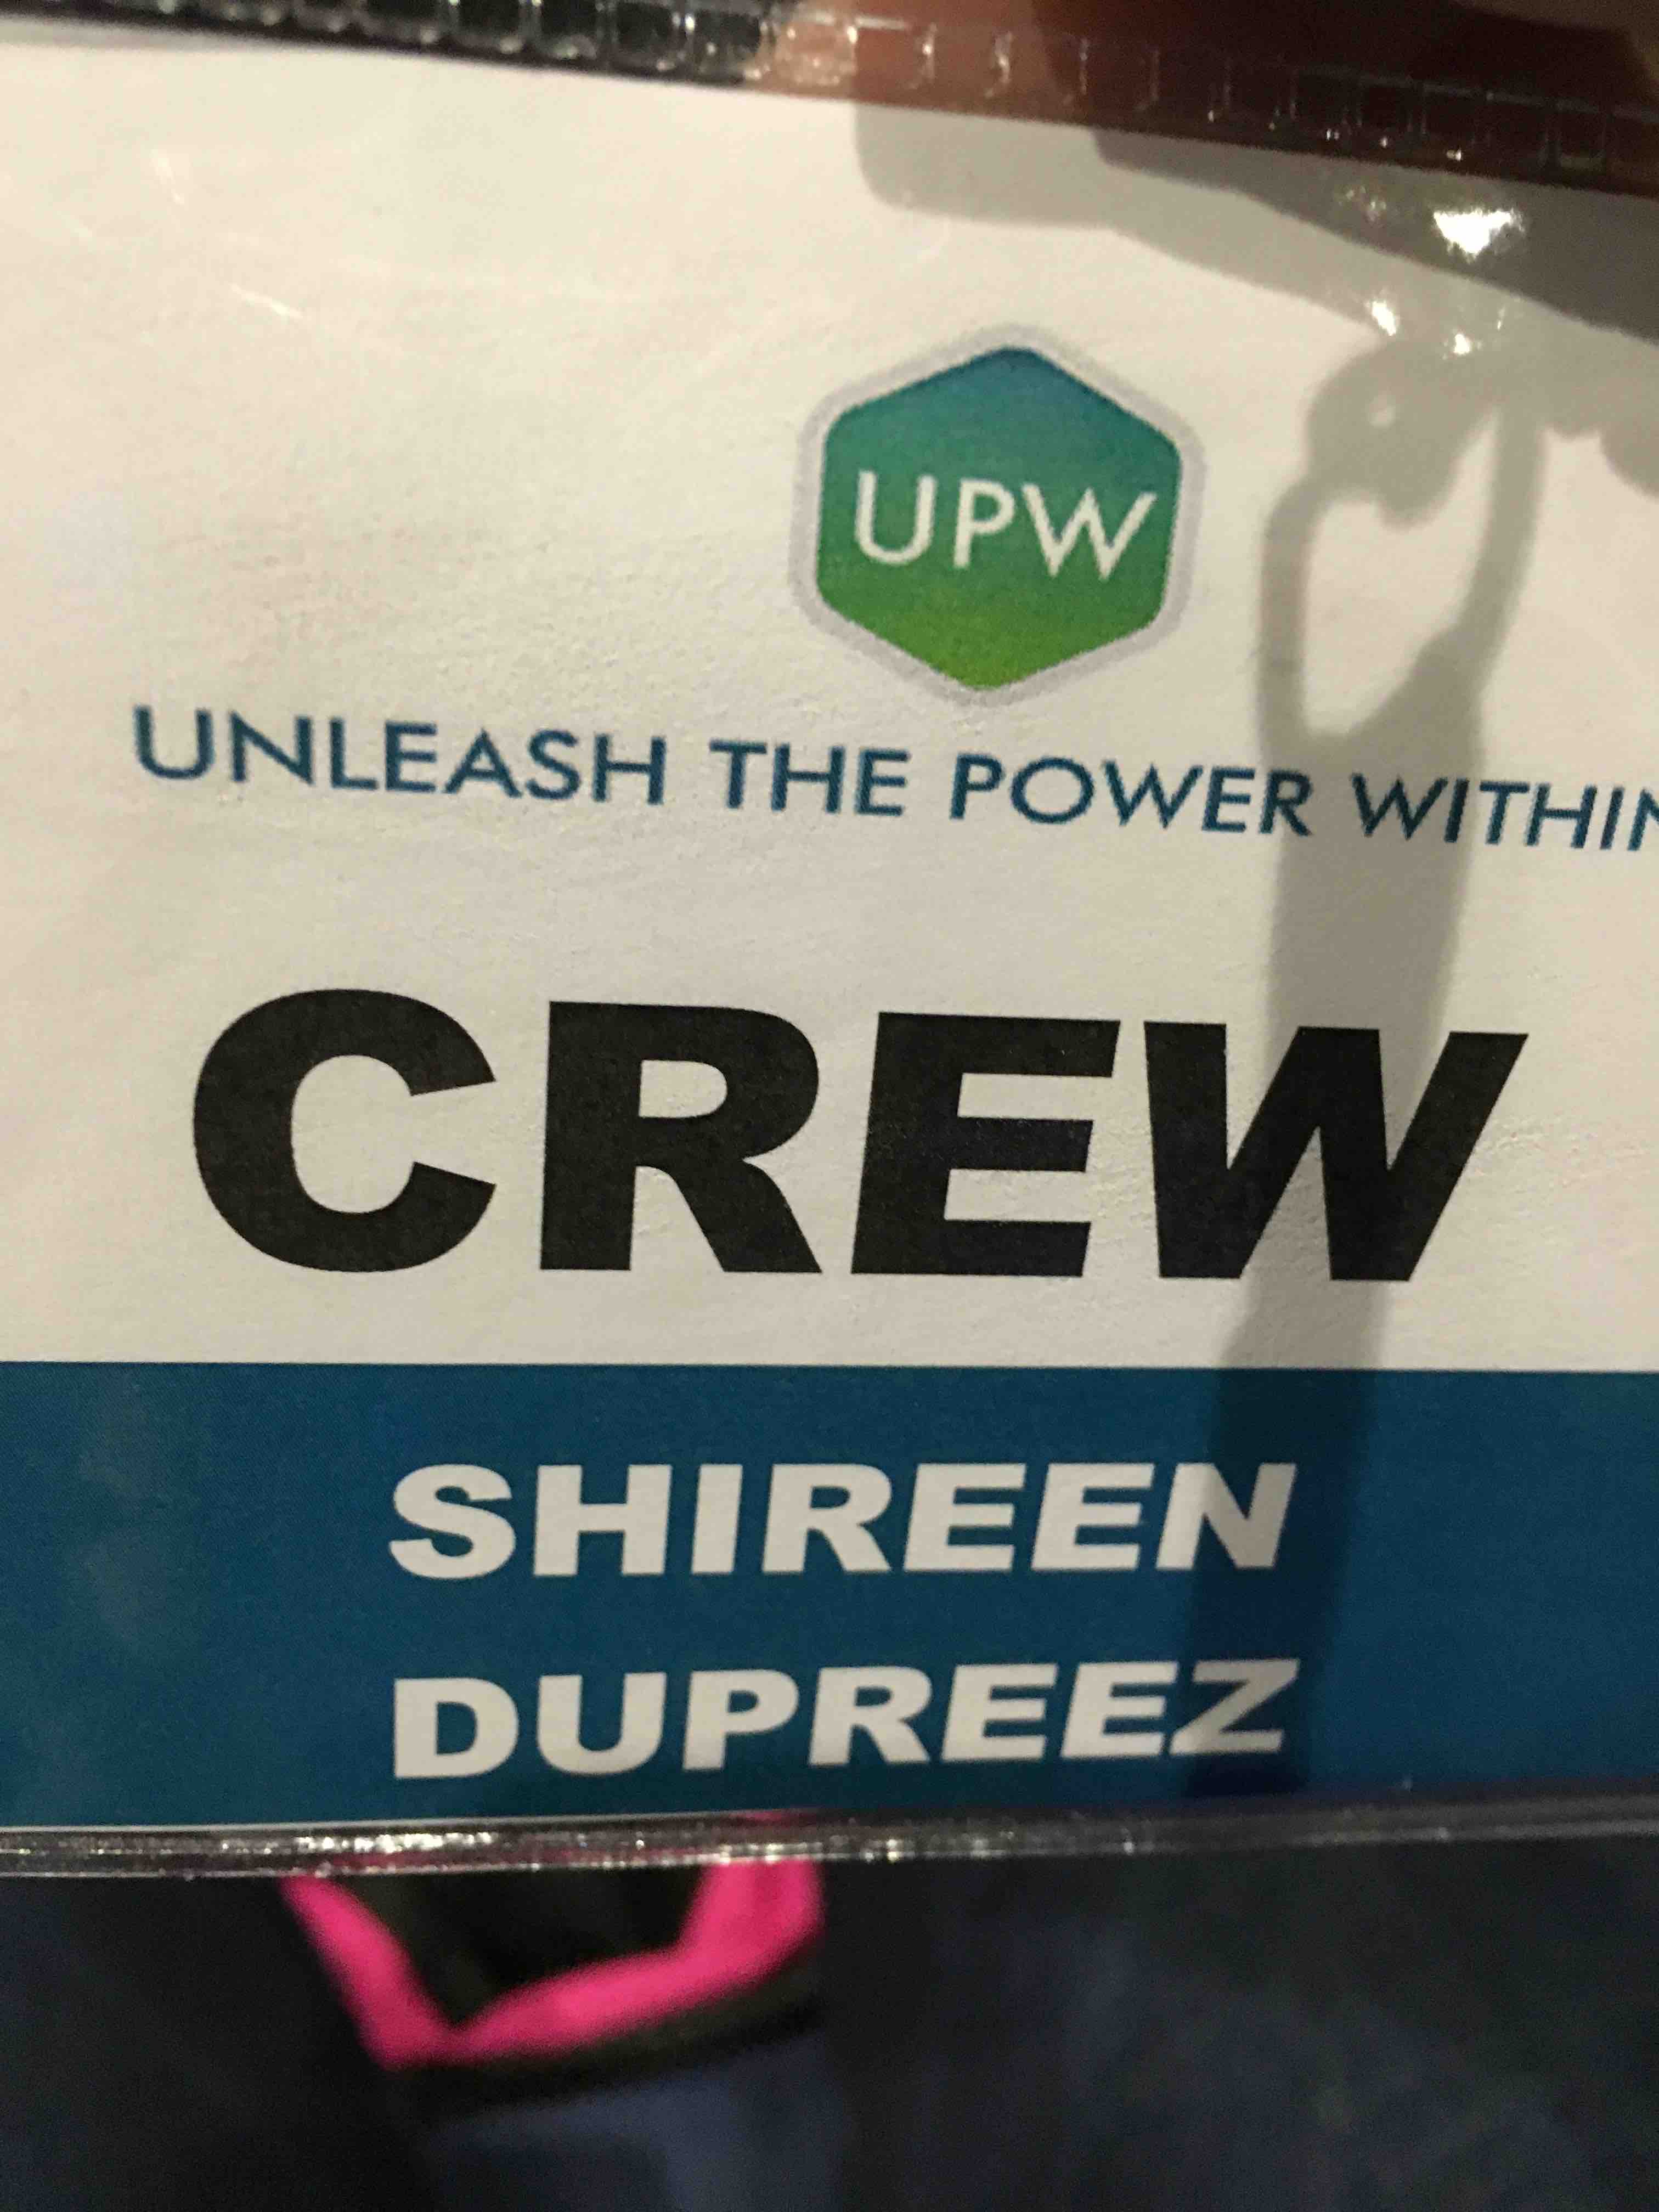 UPW
UNLEASH THE POWER WITHIN
CREW
SHIREEN
DUPREEZ